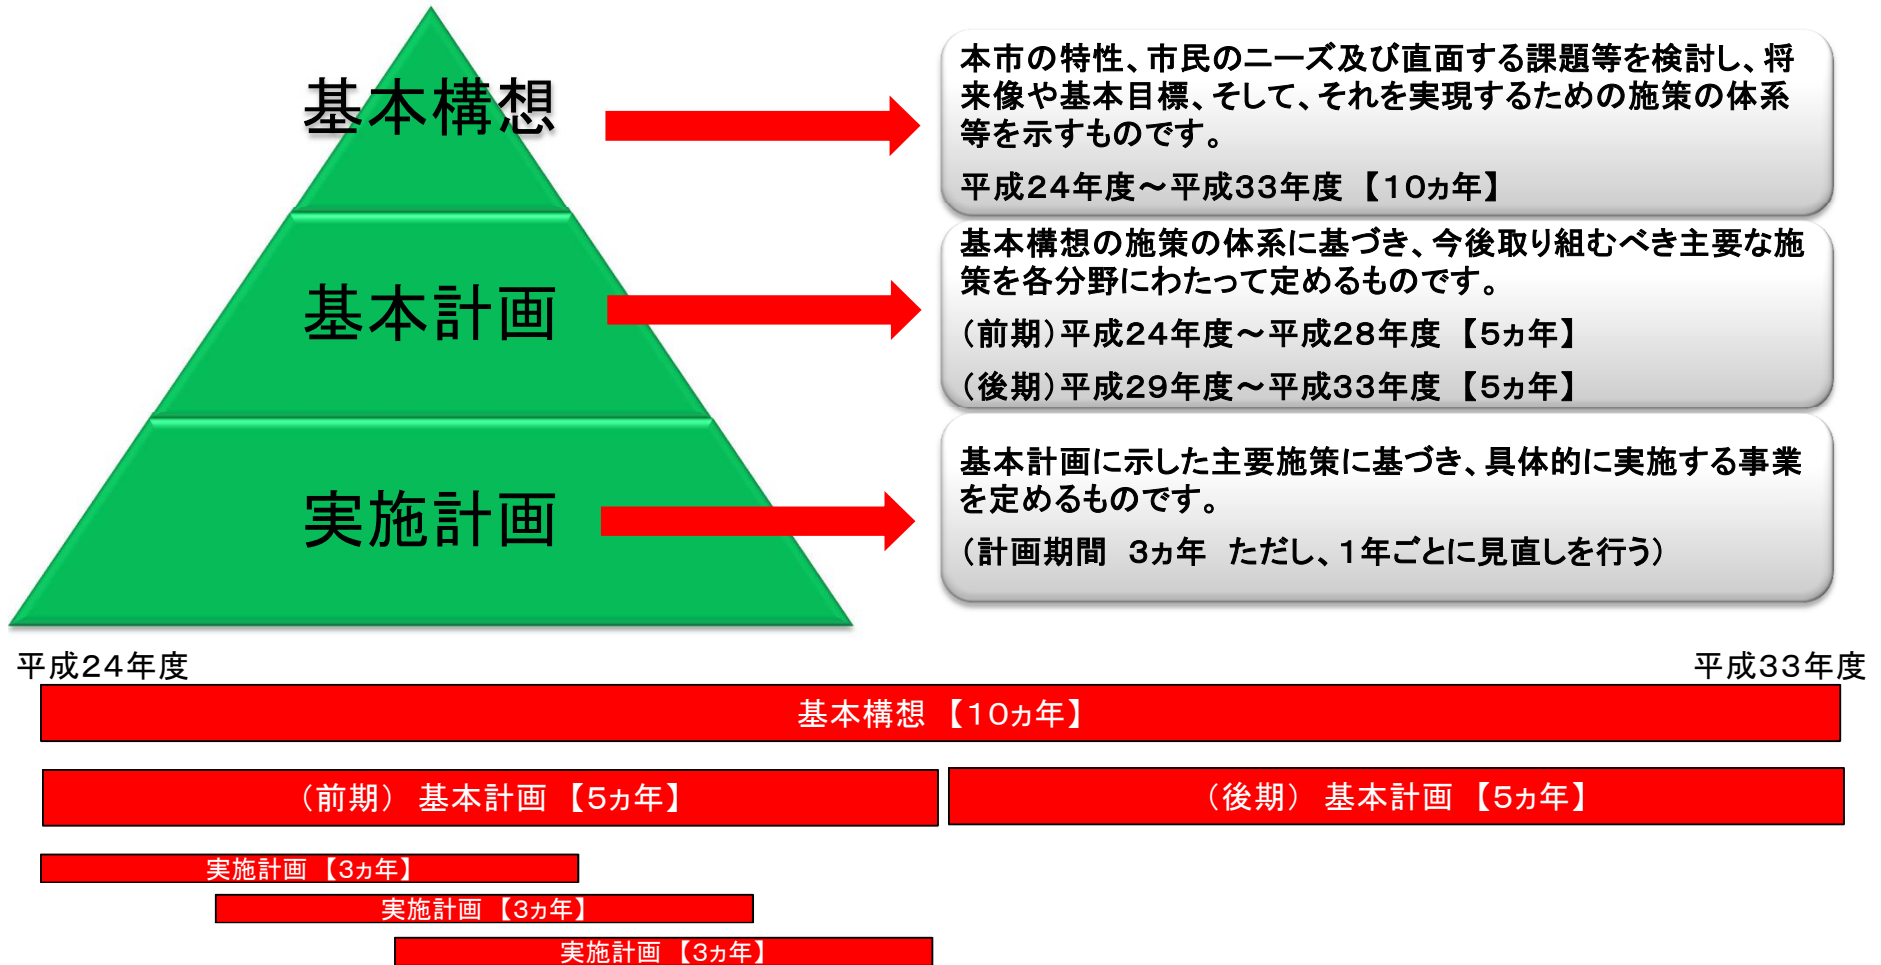 基本構想
本市の特性、市民のニーズ及び直面する課題等を検討し、将
来像や基本目標、そして、それを実現するための施策の体系
等を示すものです。
平成24年度～平成33年度 【10ヵ年】
基本計画
基本構想の施策の体系に基づき、今後取り組むべき主要な施
策を各分野にわたって定めるものです。
（前期）平成24年度～平成28年度 【5ヵ年】
（後期）平成29年度～平成33年度 【5ヵ年】
実施計画
基本計画に示した主要施策に基づき、具体的に実施する事業
を定めるものです。
（計画期間　3ヵ年　ただし、1年ごとに見直しを行う）
平成24年度
平成33年度
基本構想 【10ヵ年】
（前期） 基本計画 【5ヵ年】
（後期） 基本計画 【5ヵ年】
実施計画 【3ヵ年】
実施計画 【3ヵ年】
実施計画 【3ヵ年】